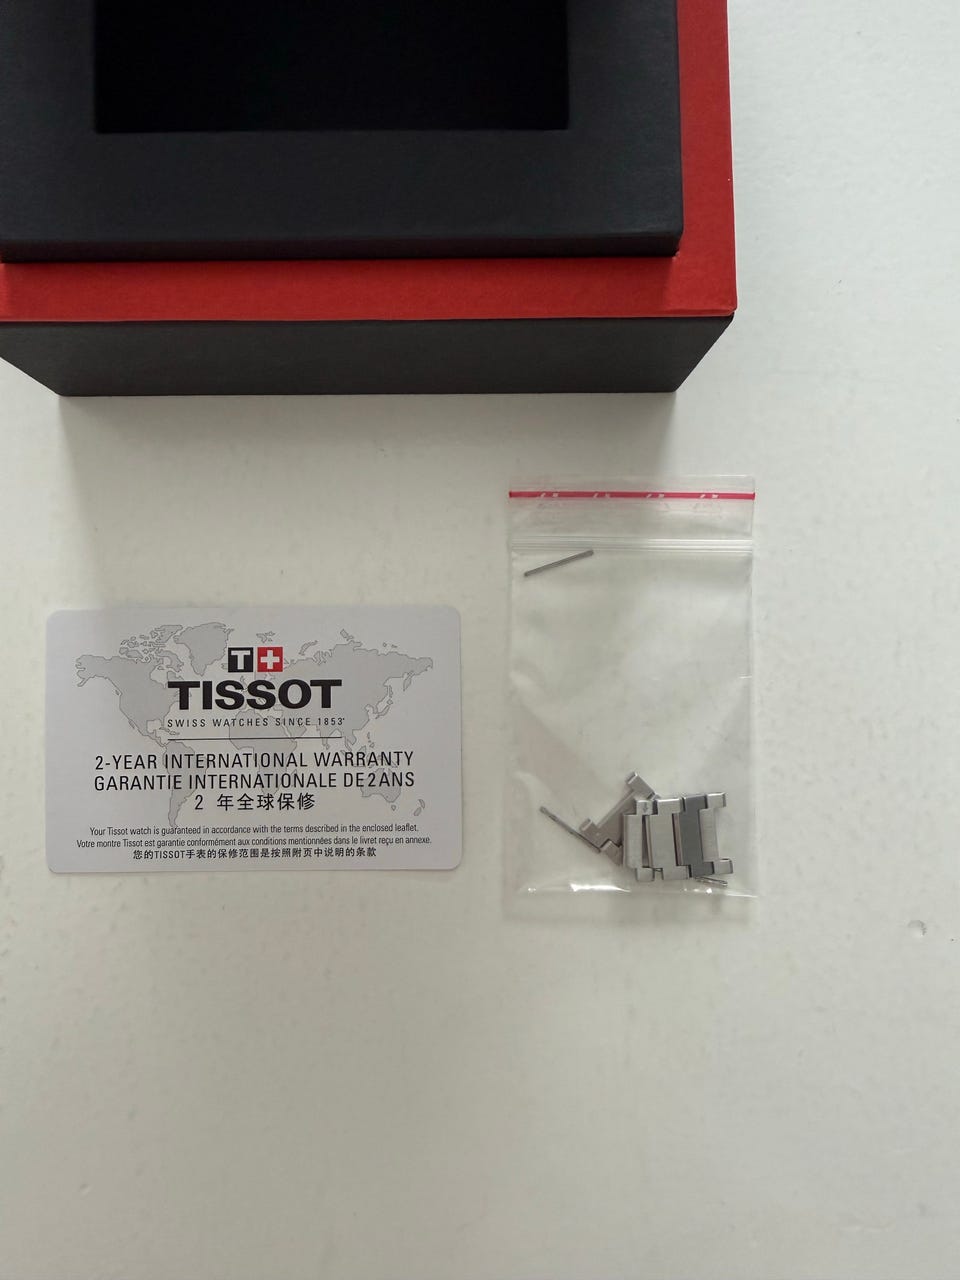 T+
TISSOT
SWISS WATCHES SINCE 1853
2-YEAR INTERNATIONAL WARRANTY
GARANTIE INTERNATIONALE DE 2 ANS
2 年全球保修
Your Tissot watch is guaranteed in accordance with the terms described in the enclosed leaflet.
Votre montre Tissot est garantie conformément aux conditions mentionnées dans le livret reçu en annexe.
您的TISSOT手表的保修范围是按照附页中说明的条款